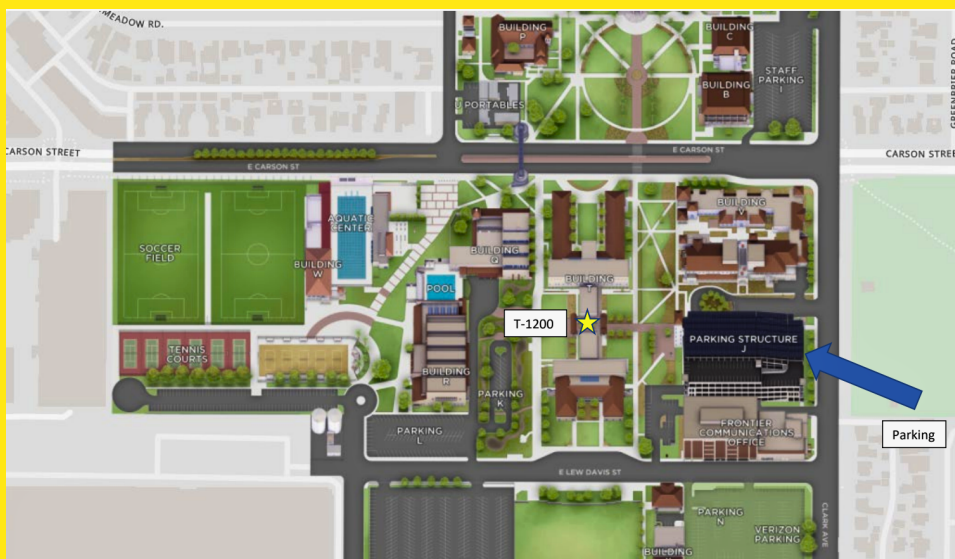 MEADOW RD.
BUILDING
P
BUILDING
C
STAFF
PARKING
I
GREENBRIER ROAD
BUILDING
B
PORTABLES
CARSON STREET
E CARSON ST
E CARSON ST
CARSON STREE
AQUATIC
CENTER
BUILDING
V
SOCCER
FIELD
BUILDING
W
BUILDING
Q
BUILDING
T
POOL
T-1200
PARKING STRUCTURE
J
TENNIS
COURTS
BUILDING
R
PARKING
K
PARKING
L
FRONTIER
COMMUNICATIONS
OFFICE
Parking
E LEW DAVIS ST
CLARK AVE
PARKING
N
VERIZON
PARKING
BUILDING